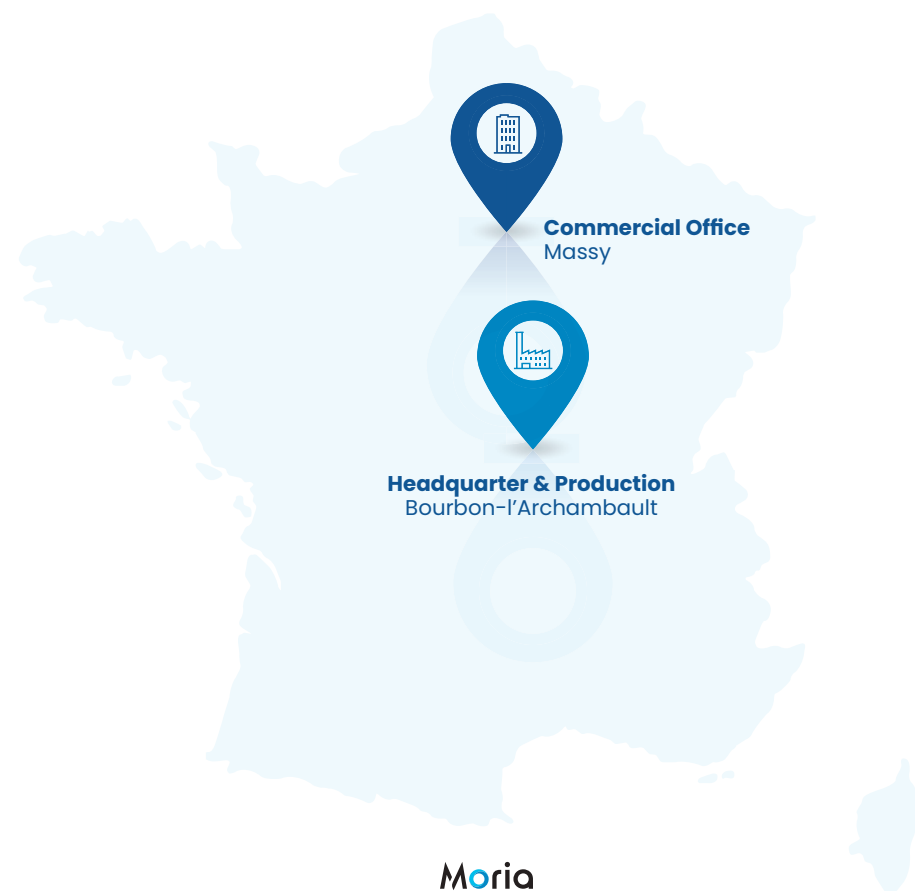 Commercial Office
Massy
Headquarter & Production
Bourbon-l’Archambault
Moria